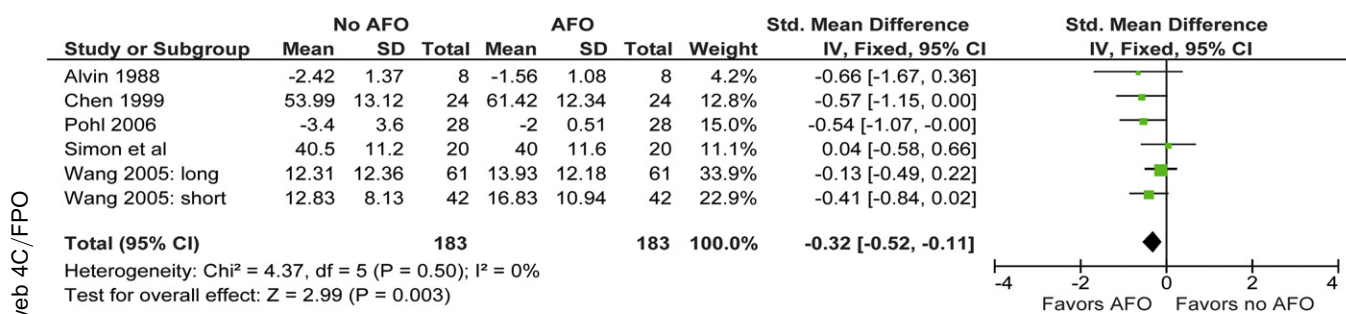 No AFO AFO Std. Mean Difference Std. Mean Difference
Study or Subgroup Mean SD Total Mean SD Total Weight IV, Fixed, 95% CI IV, Fixed, 95% CI
Alvin 1988 -2.42 1.37 8 -1.56 1.08 8 4.2% -0.66 [-1.67, 0.36]
Chen 1999 53.99 13.12 24 61.42 12.34 24 12.8% -0.57 [-1.15, 0.00]
Pohl 2006 -3.4 3.6 28 -2 0.51 28 15.0% -0.54 [-1.07, -0.00]
Simon et al 40.5 11.2 20 40 11.6 20 11.1% 0.04 [-0.58, 0.66]
Wang 2005: long 12.31 12.36 61 13.93 12.18 61 33.9% -0.13 [-0.49, 0.22]
Wang 2005: short 12.83 8.13 42 16.83 10.94 42 22.9% -0.41 [-0.84, 0.02]
Total (95% CI) 183 183 100.0% -0.32 [-0.52, -0.11]
Heterogeneity: Chi² = 4.37, df = 5 (P = 0.50); I² = 0%
Test for overall effect: Z = 2.99 (P = 0.003)
-4 -2 0 2 4
Favors AFO Favors no AFO
web 4C/FPO